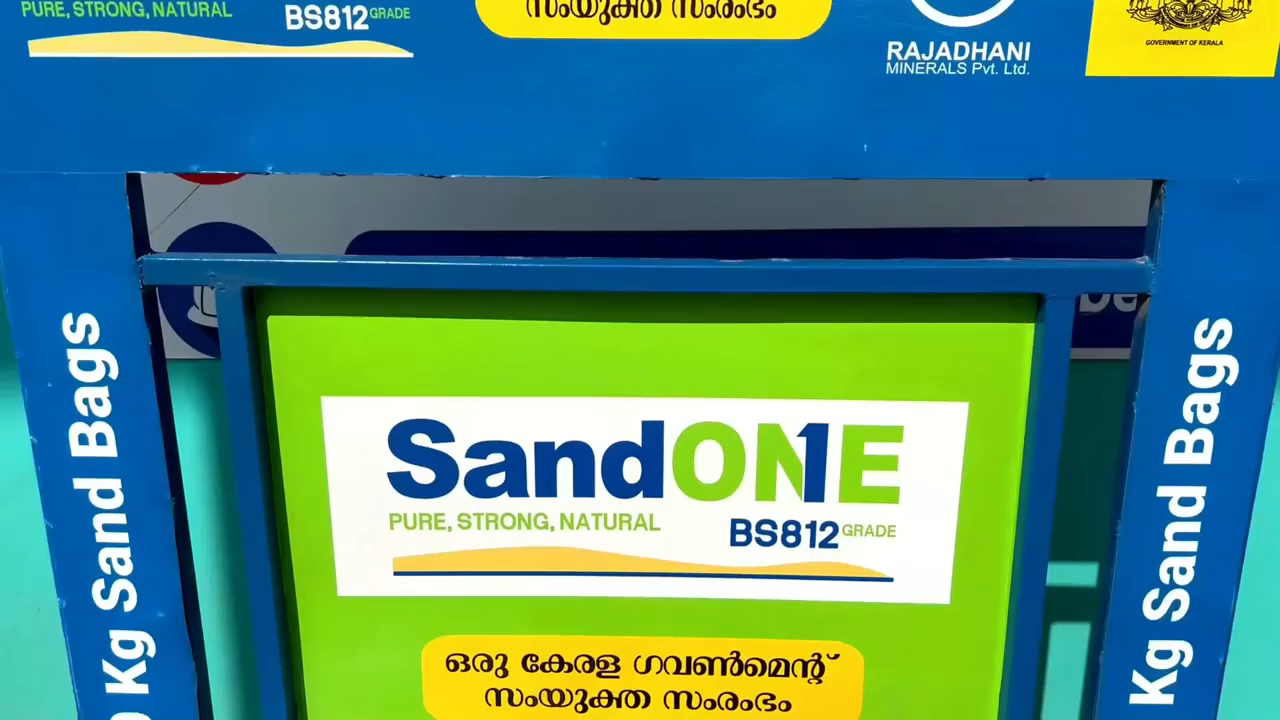 PURE, STRONG, NATURAL
BS812 GRADE
സംയുക്ത സംരംഭം
RAJADHANI
MINERALS Pvt. Ltd.
GOVERNMENT OF KERALA
Kg Sand Bags
SandONE
PURE, STRONG, NATURAL
BS812 GRADE
ഒരു കേരള ഗവൺമെന്റ്
സംയുക്ത സംരംഭം
Kg Sand Bags